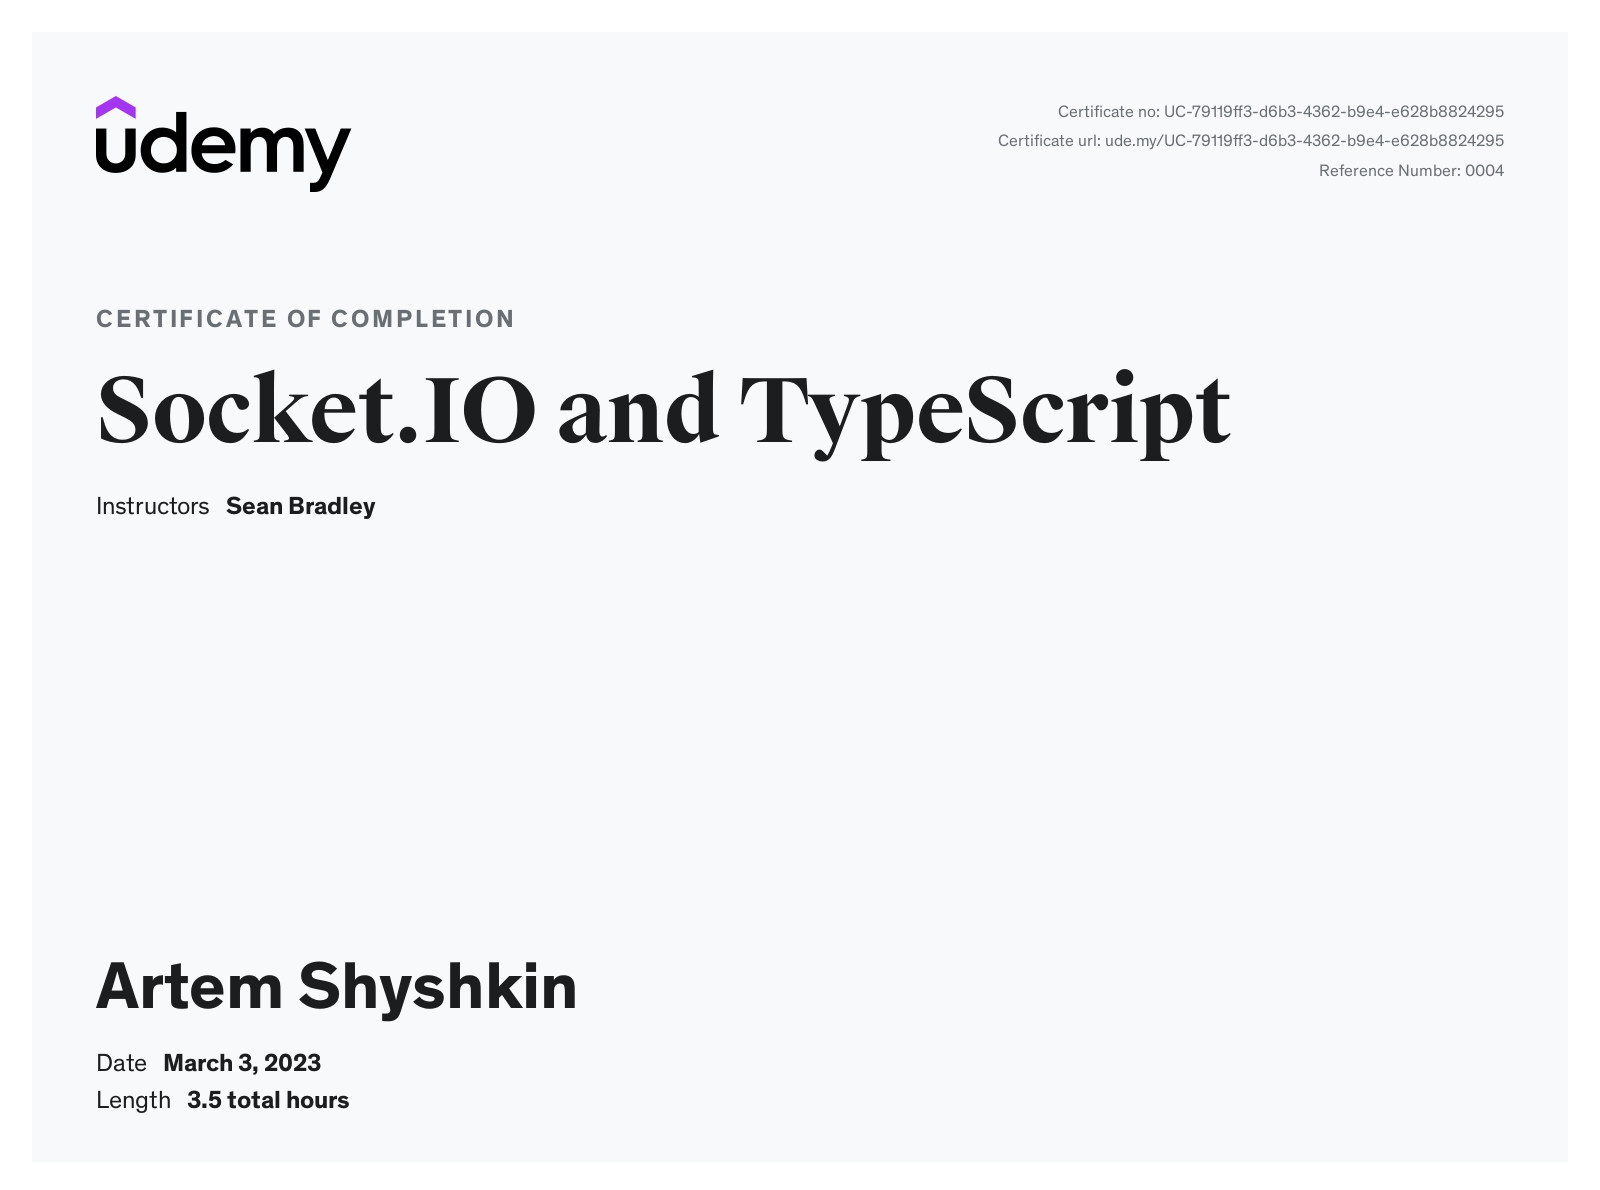 udemy
Certificate no: UC-79119ff3-d6b3-4362-b9e4-e628b8824295
Certificate url: ude.my/UC-79119ff3-d6b3-4362-b9e4-e628b8824295
Reference Number: 0004
CERTIFICATE OF COMPLETION
Socket.IO and TypeScript
Instructors Sean Bradley
Artem Shyshkin
Date March 3, 2023
Length 3.5 total hours